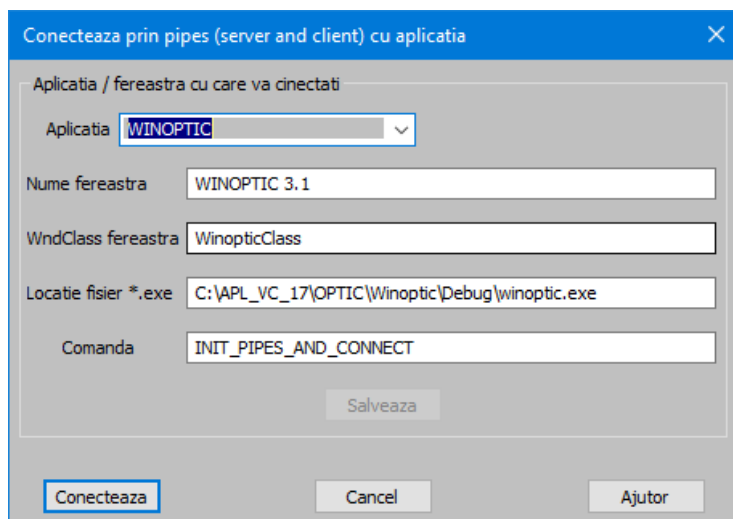 Conecteaza prin pipes (server and client) cu aplicatia
Aplicatia / fereastra cu care va cinectati
Aplicatia WINOPTIC
Nume fereastra WINOPTIC 3.1
WndClass fereastra WinopticClass
Locatie fisier *.exe C:\APL_VC_17\OPTIC\Winoptic\Debug\winoptic.exe
Comanda INIT_PIPES_AND_CONNECT
Salveaza
Conecteaza Cancel Ajutor